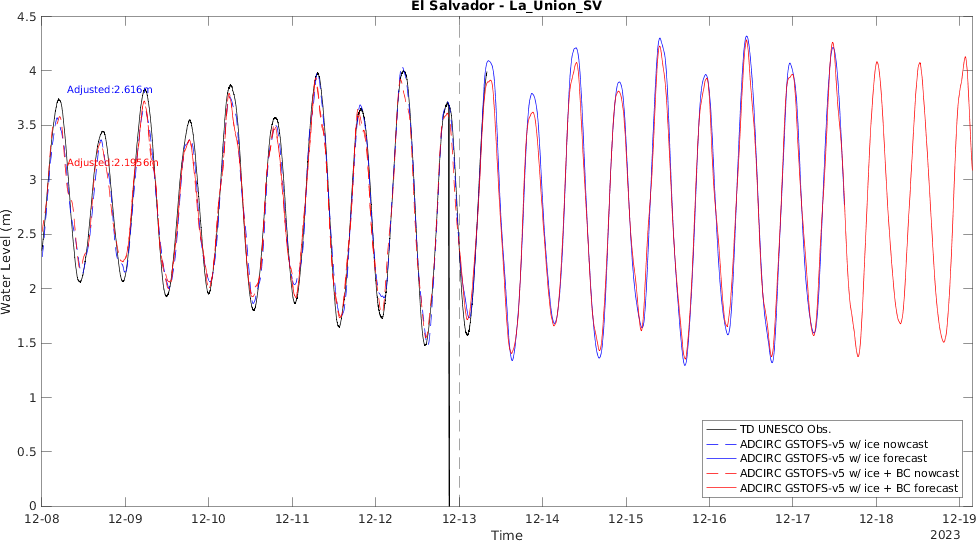 El Salvador - La_Union_SV
Water Level (m)
4.5
4
3.5
3
2.5
2
1.5
1
0.5
0
Adjusted:2.616m
Adjusted:2.1956m
TD UNESCO Obs.
ADCIRC GSTOFS-v5 w/ ice nowcast
ADCIRC GSTOFS-v5 w/ ice forecast
ADCIRC GSTOFS-v5 w/ ice + BC nowcast
ADCIRC GSTOFS-v5 w/ ice + BC forecast
12-08 12-09 12-10 12-11 12-12 12-13 12-14 12-15 12-16 12-17 12-18 12-19
Time
2023